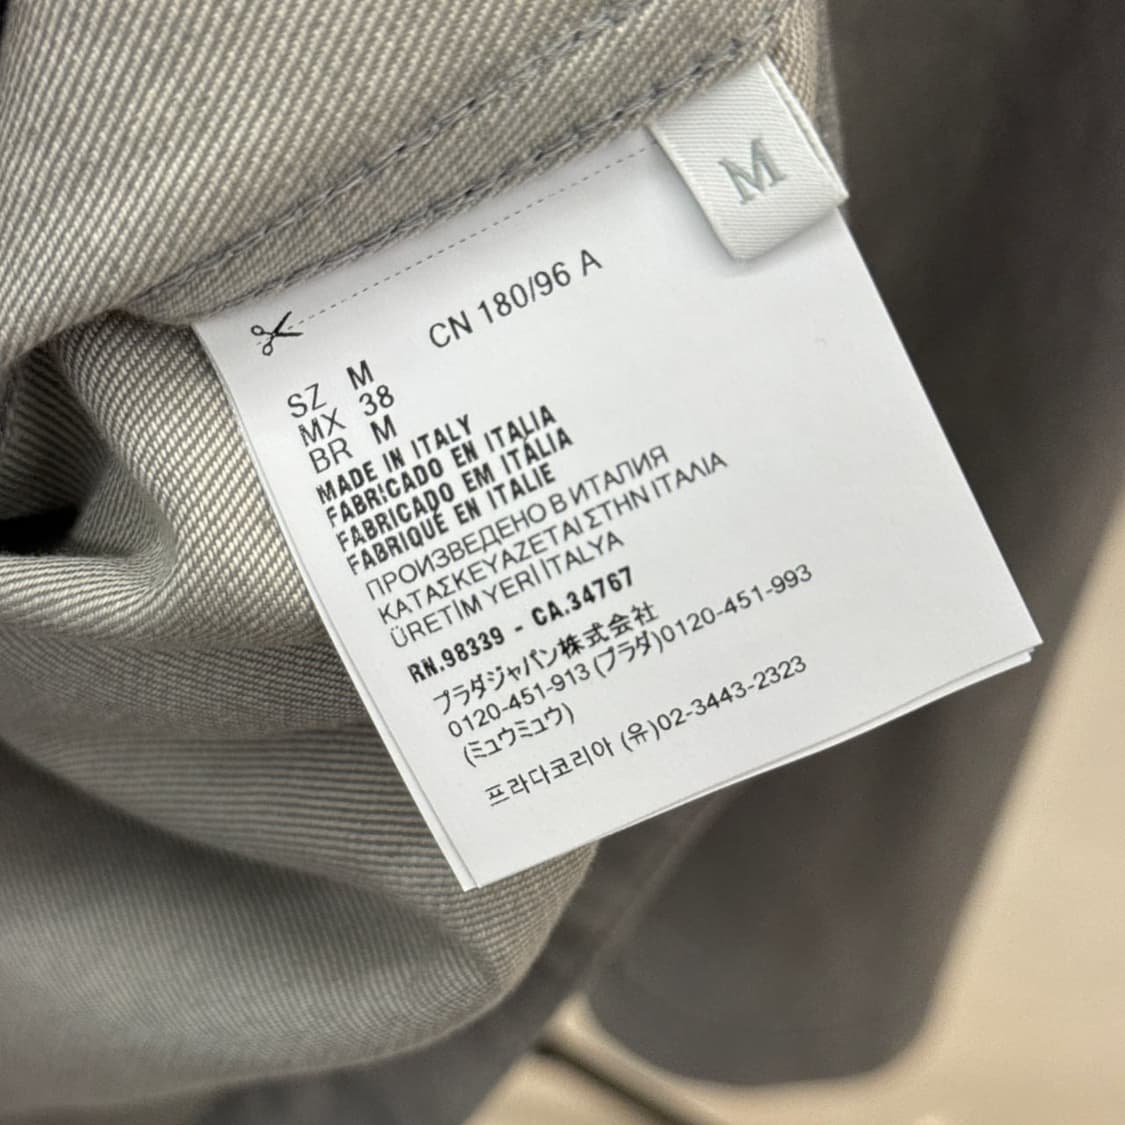 M
CN 180/96 A
SZ M
MX 38
BR M
MADE IN ITALY
FABRICADO EN ITALIA
FABRICADO EM ITÁLIA
FABRIQUÉ EN ITALIE
ПРОИЗВЕДЕНО В ИТАЛИЯ
ΚΑΤΑΣΚΕΥΑΖΕΤΑΙ ΣΤΗΝ ΙΤΑΛΙΑ
ÜRETİM YERİ İTALYA
RN.98339 - CA.34767
プラダジャパン株式会社
0120-451-913 (プラダ)0120-451-993
(ミュウミュウ)
프라다코리아 (유)02-3443-2323